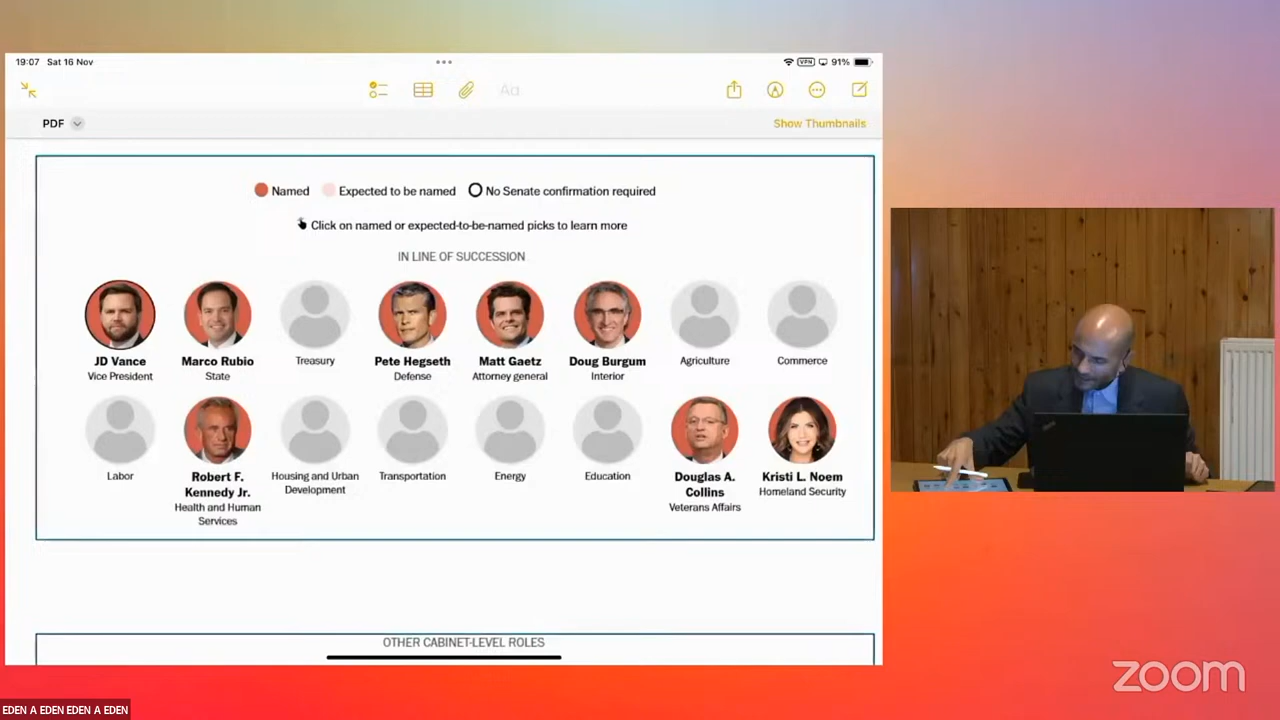 19:07 Sat 16 Nov
VPN 91%
Aa
PDF
Show Thumbnails
Named Expected to be named No Senate confirmation required
Click on named or expected-to-be-named picks to learn more
IN LINE OF SUCCESSION
JD Vance
Vice President
Marco Rubio
State
Treasury
Pete Hegseth
Defense
Matt Gaetz
Attorney general
Doug Burgum
Interior
Agriculture
Commerce
Labor
Robert F.
Kennedy Jr.
Health and Human
Services
Housing and Urban
Development
Transportation
Energy
Education
Douglas A.
Collins
Veterans Affairs
Kristi L. Noem
Homeland Security
OTHER CABINET-LEVEL ROLES
zoom
EDEN A EDEN EDEN A EDEN